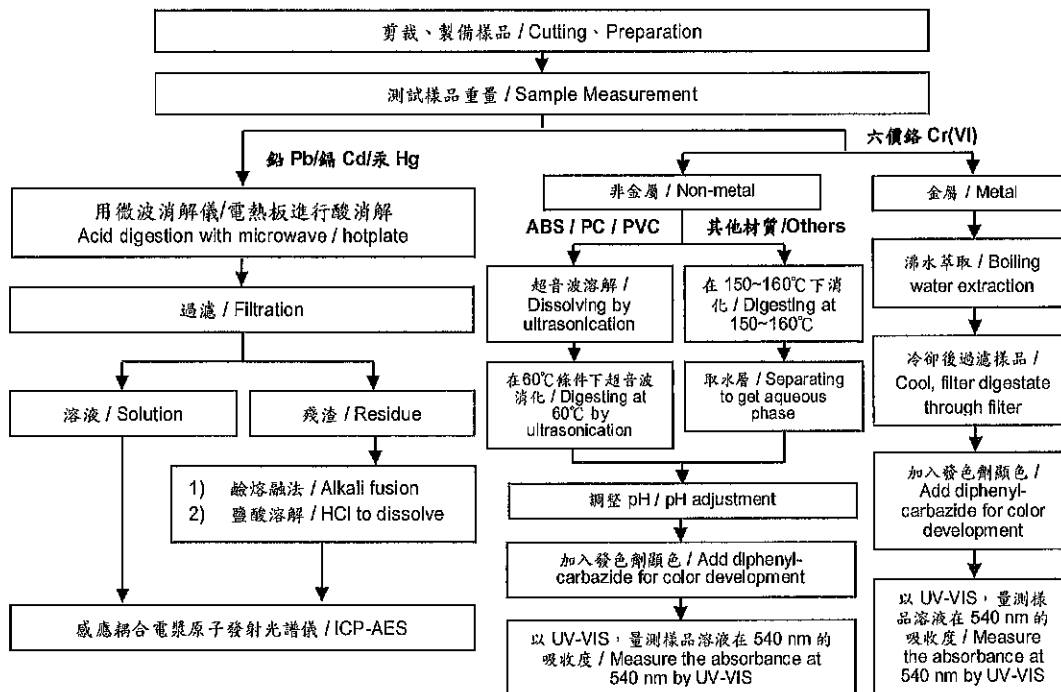 剪裁、製備樣品 / Cutting、Preparation
測試樣品重量 / Sample Measurement
鉛 Pb/鎘 Cd/汞 Hg
六價鉻 Cr(VI)
用微波消解儀/電熱板進行酸消解
Acid digestion with microwave / hotplate
過濾 / Filtration
溶液 / Solution
殘渣 / Residue
1) 鹼熔融法 / Alkali fusion
2) 鹽酸溶解 / HCl to dissolve
感應耦合電漿原子發射光譜儀 / ICP-AES
非金屬 / Non-metal
ABS / PC / PVC
其他材質/Others
超音波溶解 /
Dissolving by
ultrasonication
在 150~160℃下消
化 / Digesting at
150~160℃
在60℃條件下超音波
消化 / Digesting at
60℃ by
ultrasonication
取水層 / Separating
to get aqueous
phase
調整 pH / pH adjustment
加入發色劑顯色 / Add diphenyl-
carbazide for color development
以 UV-VIS，量測樣品溶液在 540 nm 的
吸收度 / Measure the absorbance at
540 nm by UV-VIS
金屬 / Metal
沸水萃取 / Boiling
water extraction
冷卻後過濾樣品 /
Cool, filter digestate
through filter
加入發色劑顯色 /
Add diphenyl-
carbazide for color
development
以 UV-VIS，量測樣
品溶液在 540 nm 的
吸收度 / Measure
the absorbance at
540 nm by UV-VIS